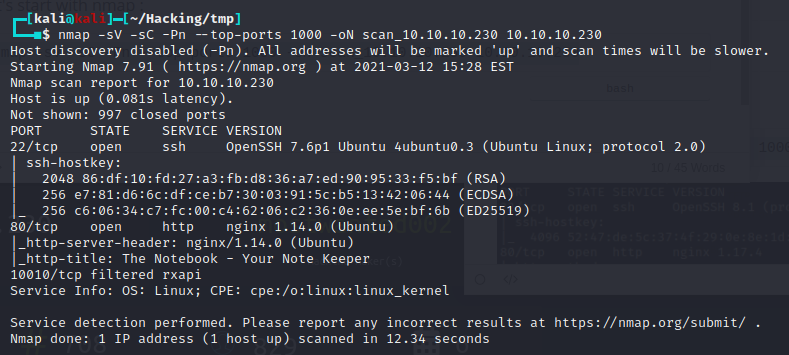 ┌─[kali@kali]─[~/Hacking/tmp]
└──■$ nmap -sV -sC -Pn --top-ports 1000 -oN scan_10.10.10.230 10.10.10.230
Host discovery disabled (-Pn). All addresses will be marked 'up' and scan times will be slower.
Starting Nmap 7.91 ( https://nmap.org ) at 2021-03-12 15:28 EST
Nmap scan report for 10.10.10.230
Host is up (0.081s latency).
Not shown: 997 closed ports
PORT      STATE    SERVICE VERSION
22/tcp    open     ssh     OpenSSH 7.6p1 Ubuntu 4ubuntu0.3 (Ubuntu Linux; protocol 2.0)
| ssh-hostkey:
|   2048 86:df:10:fd:27:a3:fb:d8:36:a7:ed:90:95:33:f5:bf (RSA)
|   256 e7:81:d6:6c:df:ce:b7:30:03:91:5c:b5:13:42:06:44 (ECDSA)
|_  256 c6:06:34:c7:fc:00:c4:62:06:c2:36:0e:ee:5e:bf:6b (ED25519)
80/tcp    open     http    nginx 1.14.0 (Ubuntu)
|_http-server-header: nginx/1.14.0 (Ubuntu)
|_http-title: The Notebook - Your Note Keeper
10010/tcp filtered rxapi
Service Info: OS: Linux; CPE: cpe:/o:linux:linux_kernel

Service detection performed. Please report any incorrect results at https://nmap.org/submit/ .
Nmap done: 1 IP address (1 host up) scanned in 12.34 seconds